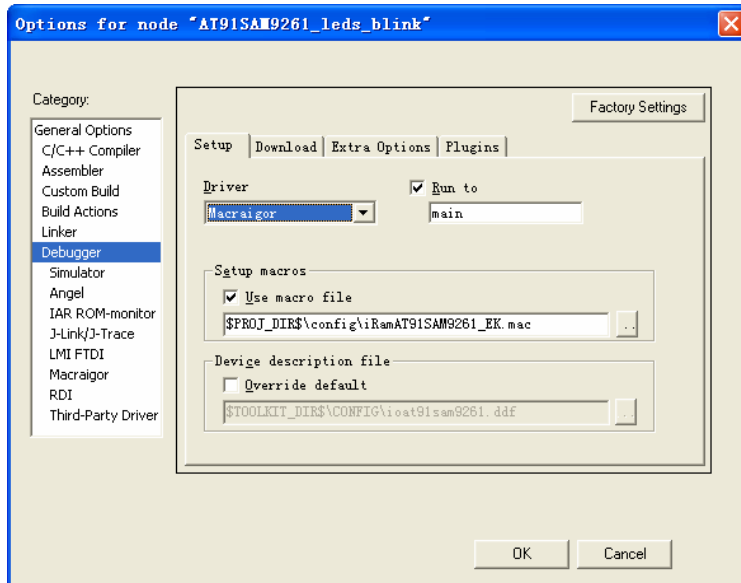 Options for node "AT91SAM9261_leds_blink"
Category:
Factory Settings
General Options
C/C++ Compiler
Assembler
Custom Build
Build Actions
Linker
Debugger
Simulator
Angel
IAR ROM-monitor
J-Link/J-Trace
LMI FTDI
Macraigor
RDI
Third-Party Driver
Setup Download Extra Options Plugins
Driver Run to
Macraigor main
Setup macros
Use macro file
$PROJ_DIR$\config\iRamAT91SAM9261_EK.mac ..
Device description file
Override default
$TOOLKIT_DIR$\CONFIG\ioat91sam9261.ddf ..
OK Cancel